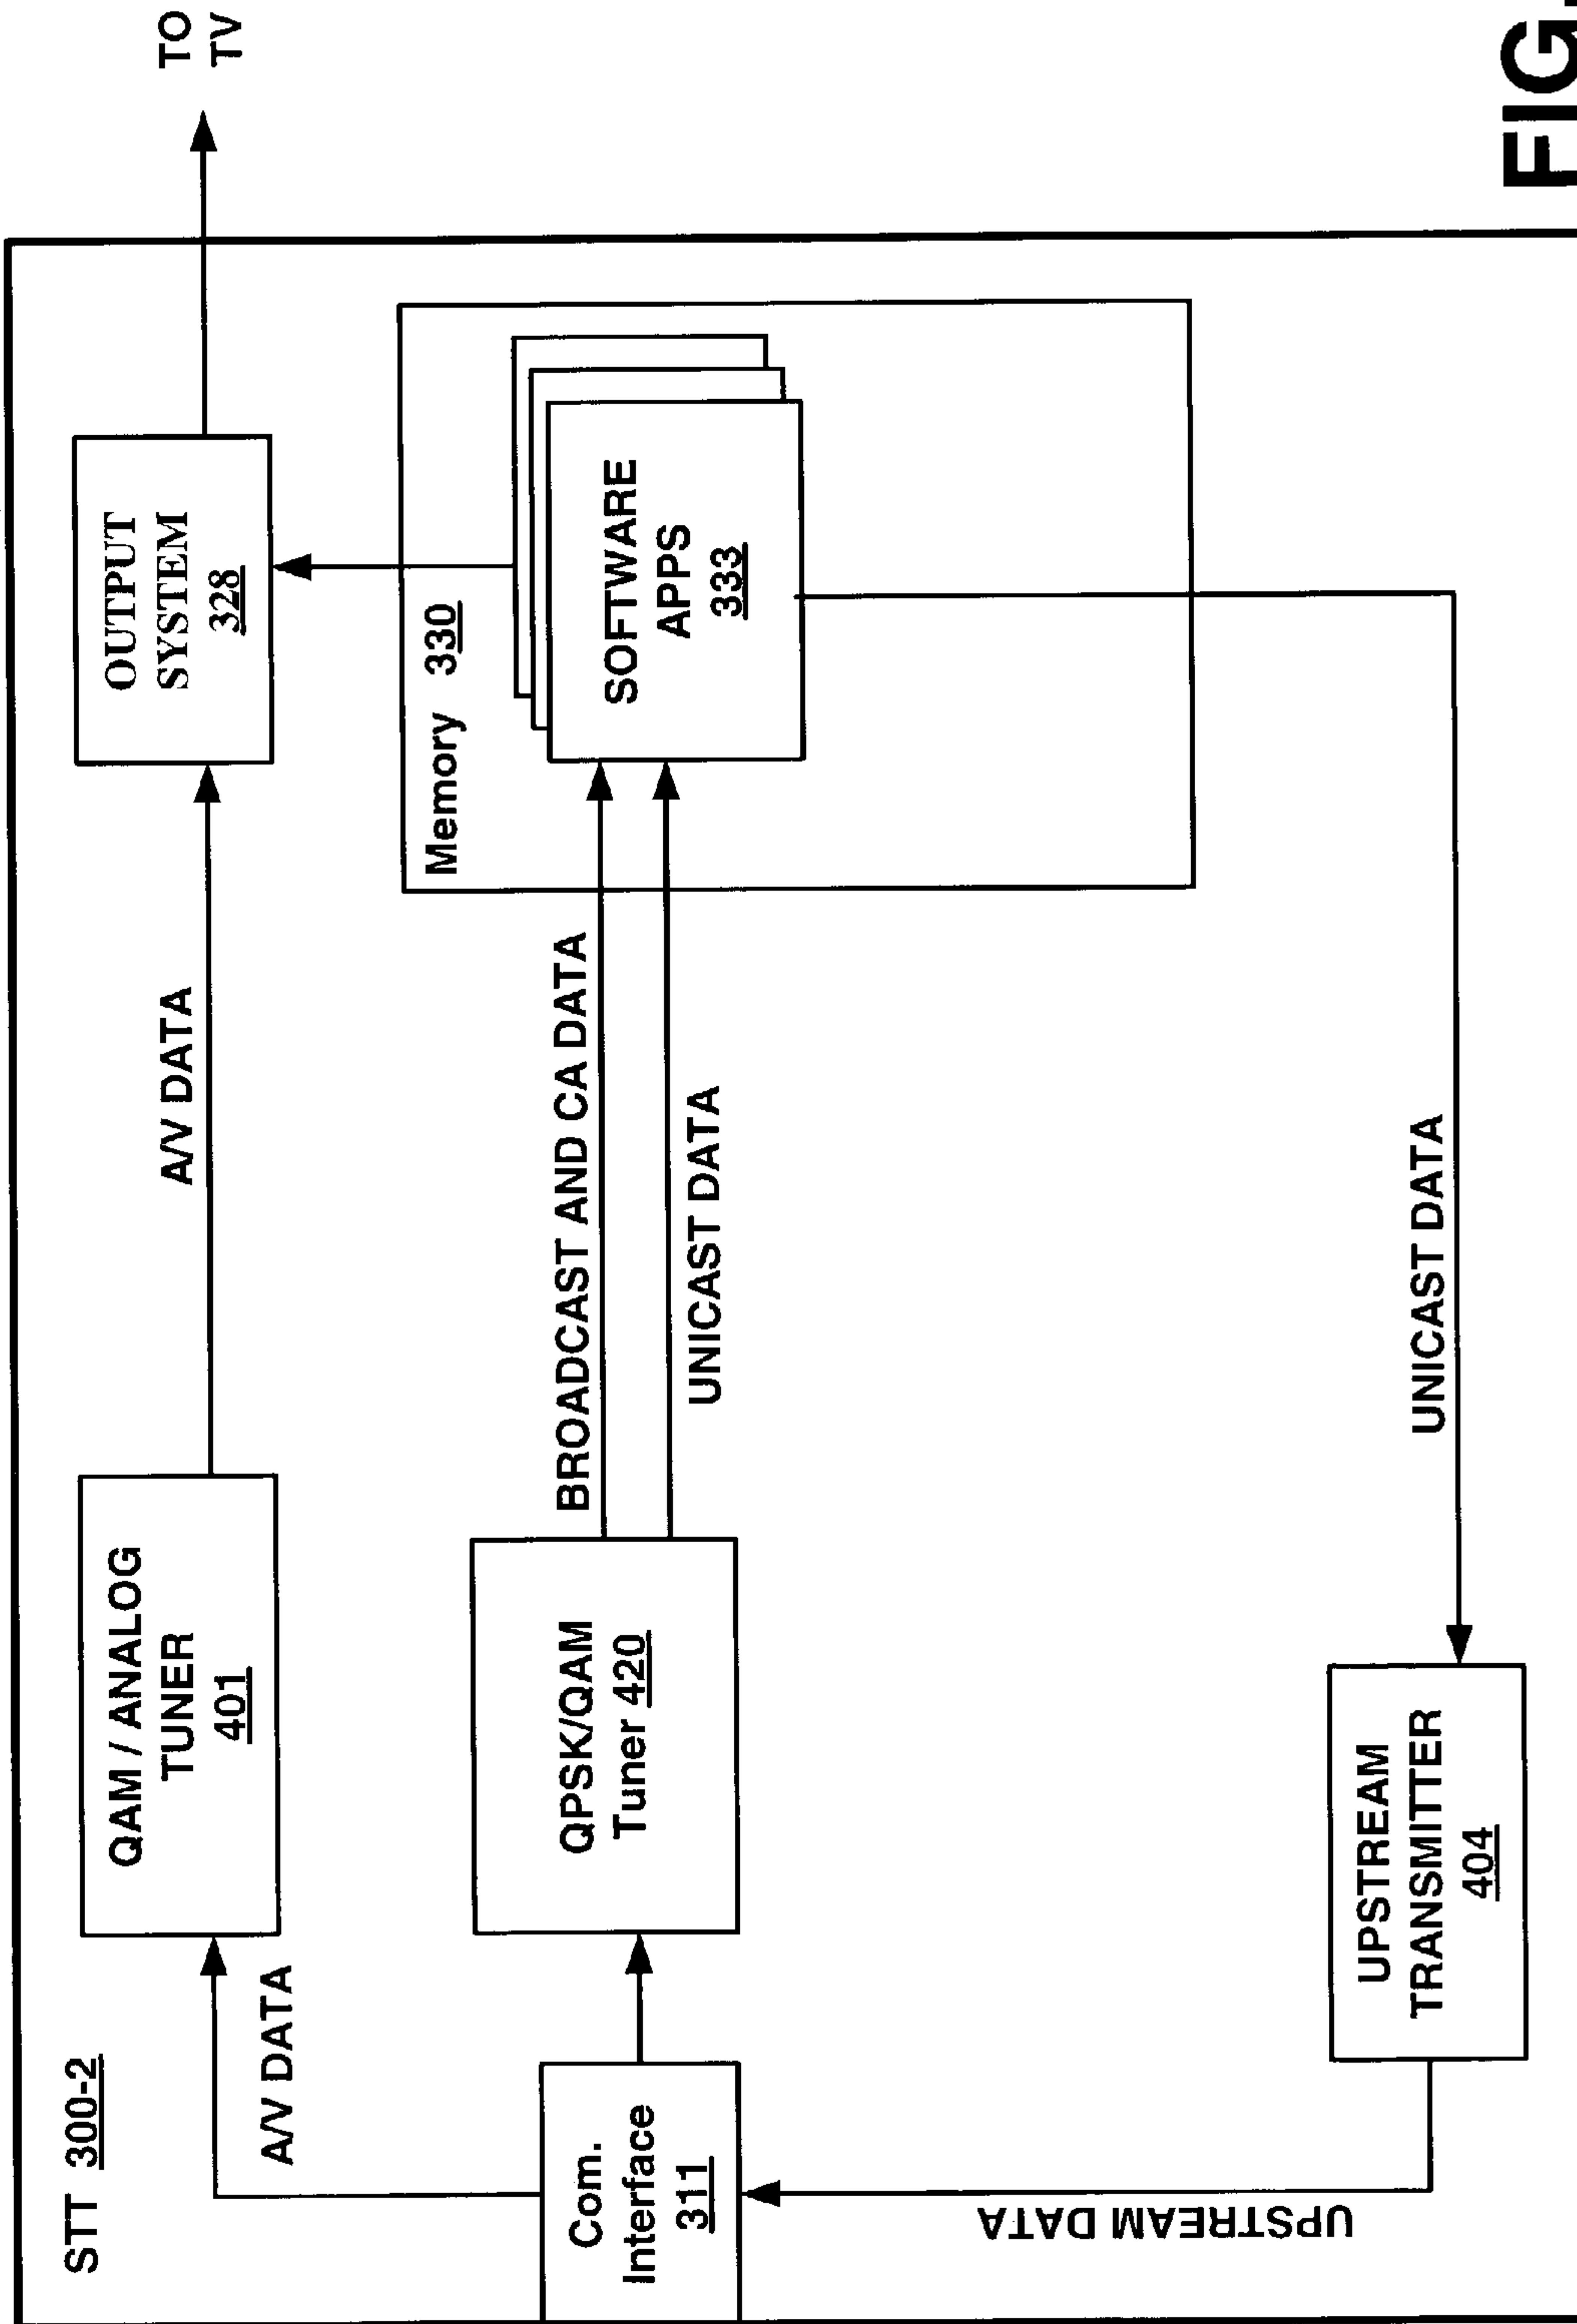 STT 300-2
A/V DATA
QAM / ANALOG
TUNER
401
A/V DATA
OUTPUT
SYSTEM
328
TO
TV
Com.
Interface
311
QPSK/QAM
Tuner 420
BROADCAST AND CA DATA
UNICAST DATA
Memory 330
SOFTWARE
APPS
333
UPSTREAM DATA
UPSTREAM
TRANSMITTER
404
UNICAST DATA
FIG.